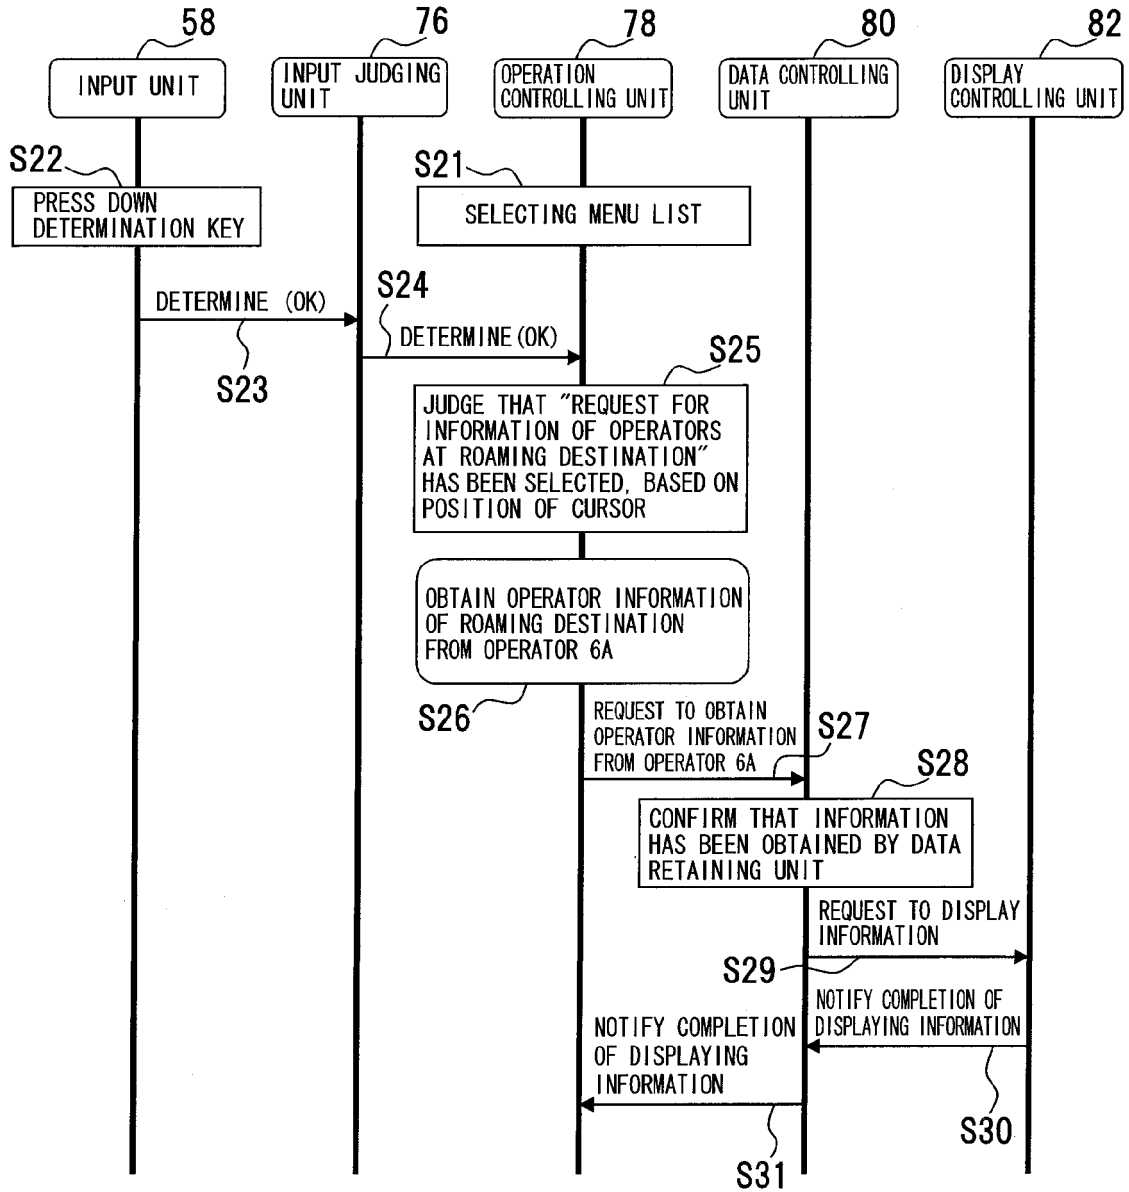 58
76
78
80
82
INPUT UNIT
INPUT JUDGING
UNIT
OPERATION
CONTROLLING UNIT
DATA CONTROLLING
UNIT
DISPLAY
CONTROLLING UNIT
S22
S21
PRESS DOWN
DETERMINATION KEY
SELECTING MENU LIST
DETERMINE (OK)
S23
S24
DETERMINE (OK)
S25
JUDGE THAT "REQUEST FOR
INFORMATION OF OPERATORS
AT ROAMING DESTINATION"
HAS BEEN SELECTED, BASED ON
POSITION OF CURSOR
OBTAIN OPERATOR INFORMATION
OF ROAMING DESTINATION
FROM OPERATOR 6A
S26
REQUEST TO OBTAIN
OPERATOR INFORMATION
FROM OPERATOR 6A
S27
S28
CONFIRM THAT INFORMATION
HAS BEEN OBTAINED BY DATA
RETAINING UNIT
REQUEST TO DISPLAY
INFORMATION
S29
NOTIFY COMPLETION OF
DISPLAYING INFORMATION
S30
NOTIFY COMPLETION
OF DISPLAYING
INFORMATION
S31